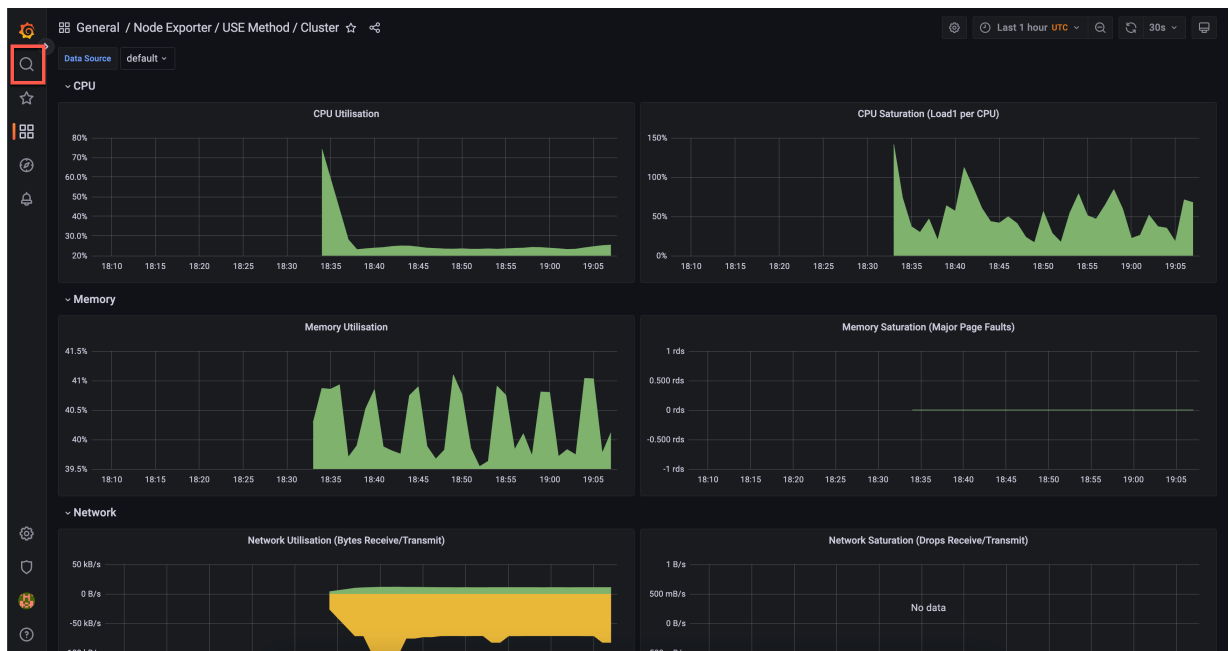 General / Node Exporter / USE Method / Cluster
Last 1 hour UTC
30s
Data Source default
CPU
CPU Utilisation
80%
70%
60.0%
50%
40%
30.0%
20%
18:10 18:15 18:20 18:25 18:30 18:35 18:40 18:45 18:50 18:55 19:00 19:05
CPU Saturation (Load1 per CPU)
150%
100%
50%
0%
18:10 18:15 18:20 18:25 18:30 18:35 18:40 18:45 18:50 18:55 19:00 19:05
Memory
Memory Utilisation
41.5%
41%
40.5%
40%
39.5%
18:10 18:15 18:20 18:25 18:30 18:35 18:40 18:45 18:50 18:55 19:00 19:05
Memory Saturation (Major Page Faults)
1 rds
0.500 rds
0 rds
-0.500 rds
-1 rds
18:10 18:15 18:20 18:25 18:30 18:35 18:40 18:45 18:50 18:55 19:00 19:05
Network
Network Utilisation (Bytes Receive/Transmit)
50 kB/s
0 B/s
-50 kB/s
Network Saturation (Drops Receive/Transmit)
1 B/s
500 mB/s
0 B/s
No data